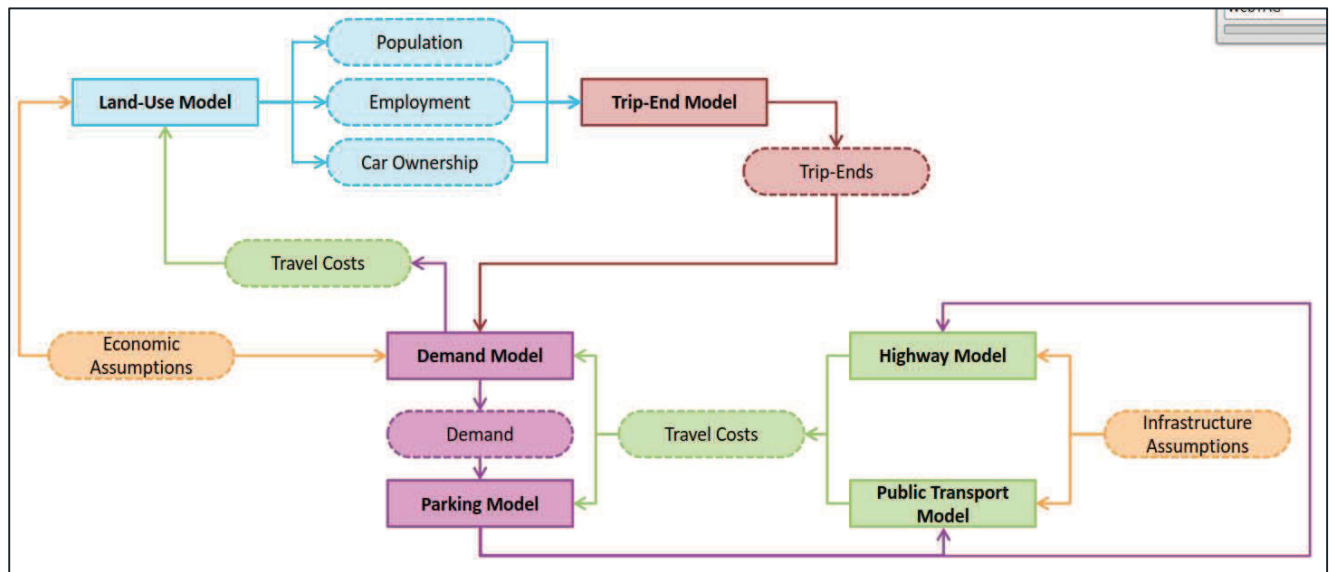 Population
Land-Use Model
Employment
Trip-End Model
Car Ownership
Trip-Ends
Travel Costs
Economic
Assumptions
Demand Model
Highway Model
Demand
Travel Costs
Infrastructure
Assumptions
Parking Model
Public Transport
Model